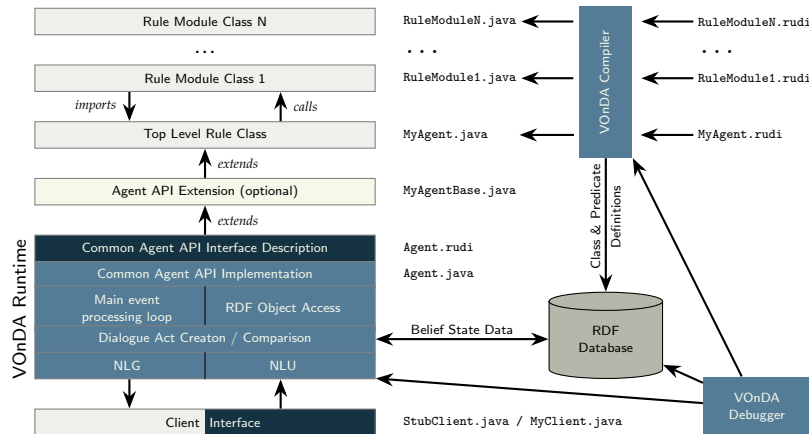 Rule Module Class N
RuleModuleN.java
RuleModuleN.rudi
...
...
...
Rule Module Class 1
RuleModule1.java
RuleModule1.rudi
VOnDA Compiler
imports
calls
Top Level Rule Class
MyAgent.java
MyAgent.rudi
extends
Agent API Extension (optional)
MyAgentBase.java
Class & Predicate
Definitions
extends
VOnDA Runtime
Common Agent API Interface Description
Agent.rudi
Common Agent API Implementation
Agent.java
Main event
processing loop
RDF Object Access
Dialogue Act Creaton / Comparison
Belief State Data
RDF
Database
NLG
NLU
VOnDA
Debugger
Client
Interface
StubClient.java / MyClient.java